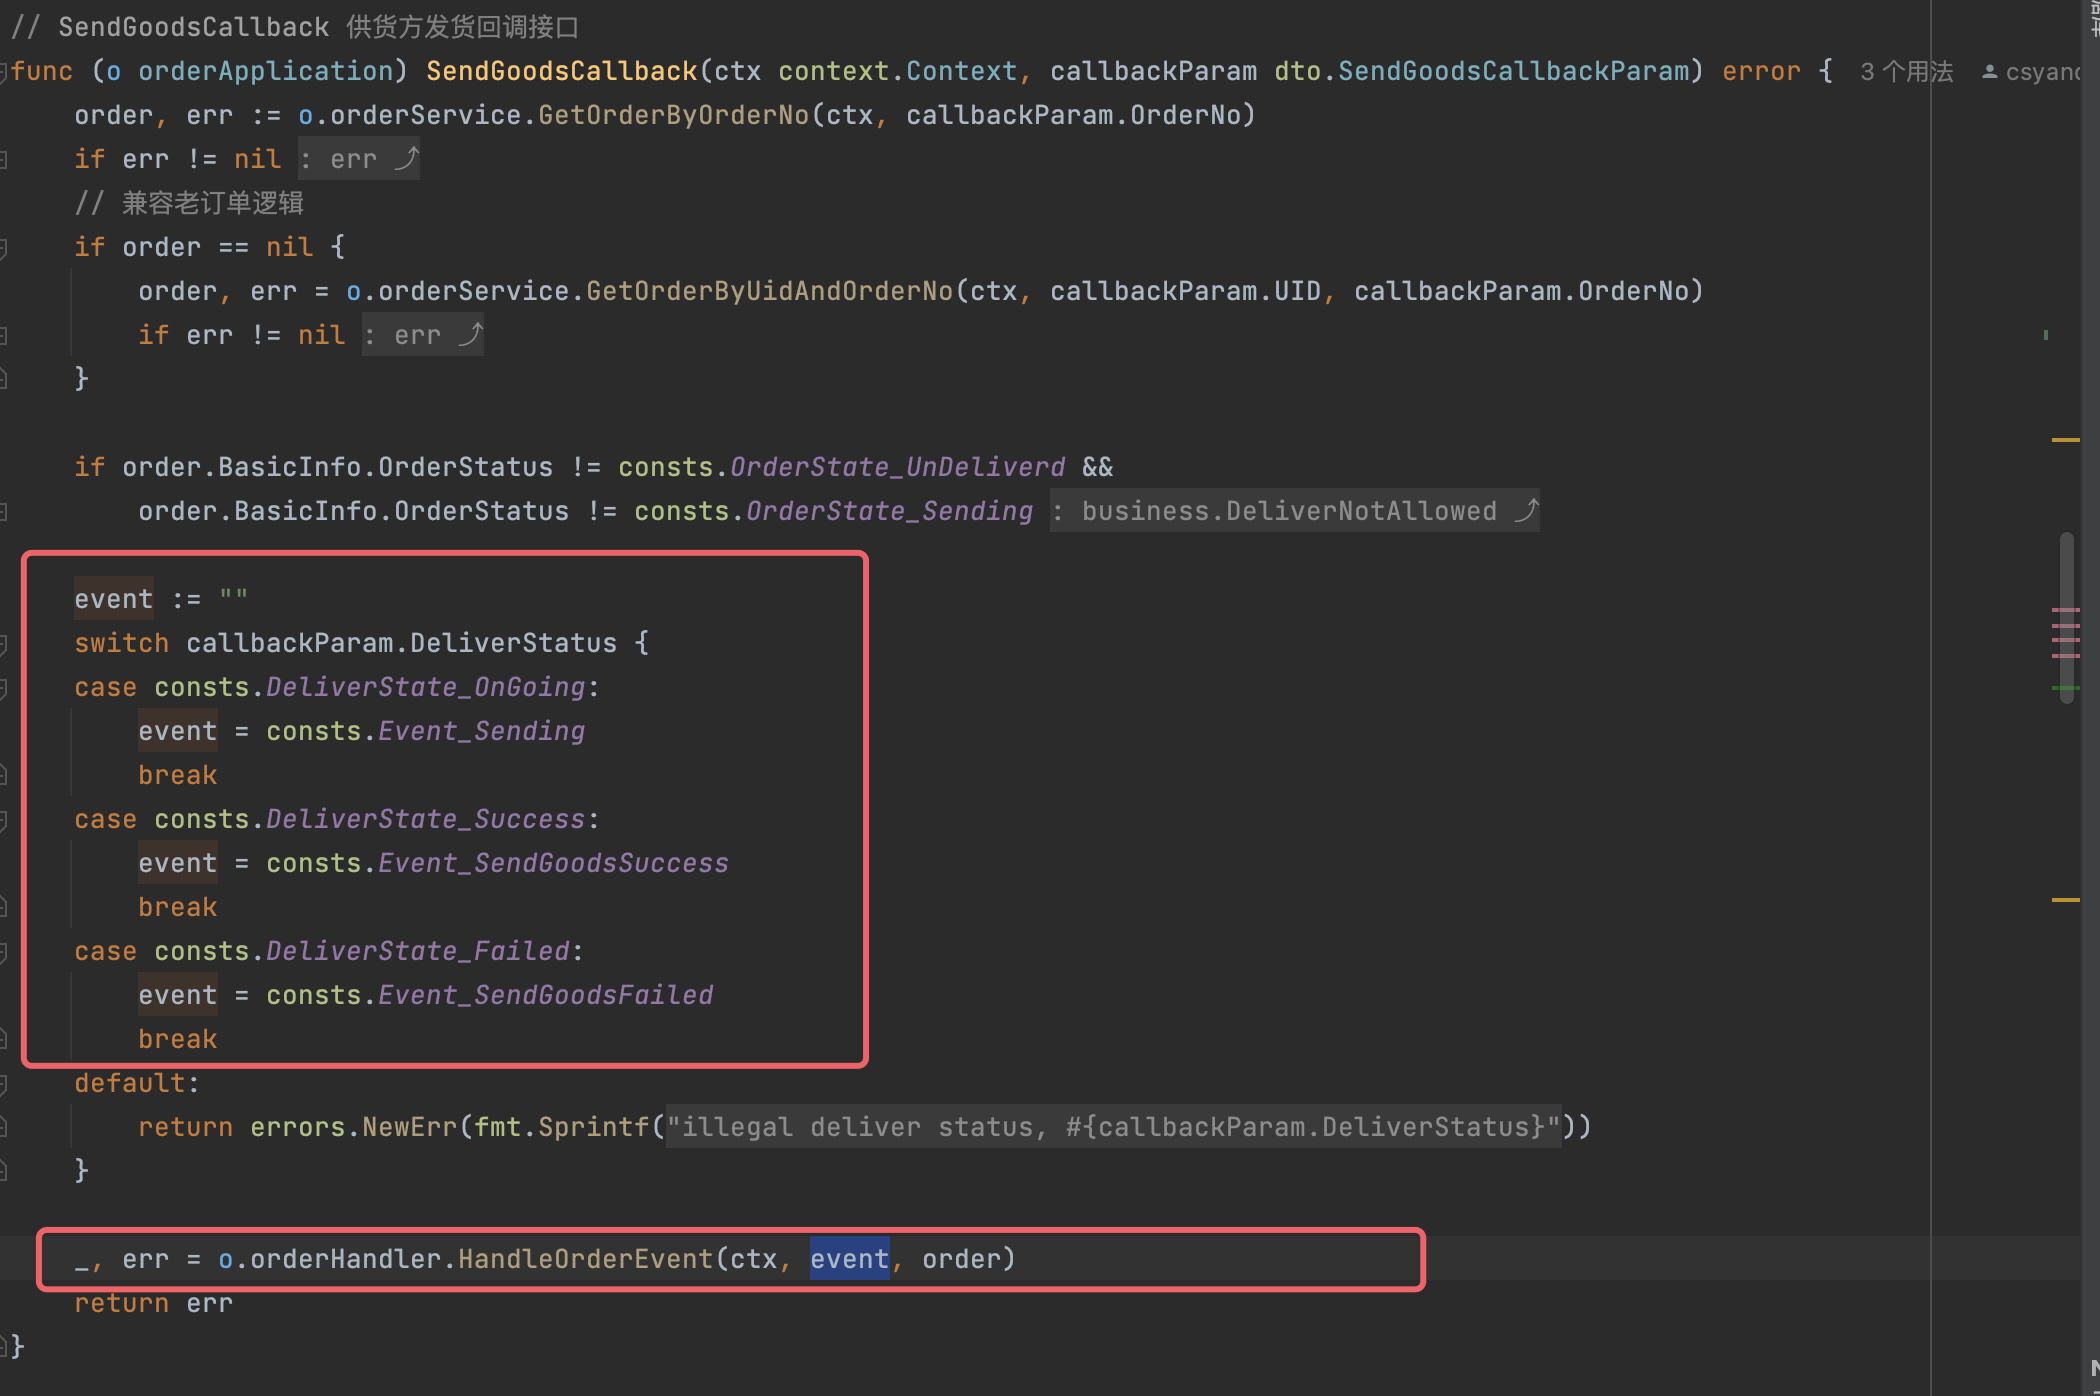 // SendGoodsCallback 供货方发货回调接口
func (o orderApplication) SendGoodsCallback(ctx context.Context, callbackParam dto.SendGoodsCallbackParam) error { 3 个用法 csyand
    order, err := o.orderService.GetOrderByOrderNo(ctx, callbackParam.OrderNo)
    if err != nil : err
    // 兼容老订单逻辑
    if order == nil {
        order, err = o.orderService.GetOrderByUidAndOrderNo(ctx, callbackParam.UID, callbackParam.OrderNo)
        if err != nil : err
    }
    if order.BasicInfo.OrderStatus != consts.OrderState_UnDeliverd &&
        order.BasicInfo.OrderStatus != consts.OrderState_Sending : business.DeliverNotAllowed
    event := ""
    switch callbackParam.DeliverStatus {
    case consts.DeliverState_OnGoing:
        event = consts.Event_Sending
        break
    case consts.DeliverState_Success:
        event = consts.Event_SendGoodsSuccess
        break
    case consts.DeliverState_Failed:
        event = consts.Event_SendGoodsFailed
        break
    default:
        return errors.NewErr(fmt.Sprintf("illegal deliver status, #{callbackParam.DeliverStatus}"))
    }
    _, err = o.orderHandler.HandleOrderEvent(ctx, event, order)
    return err
}